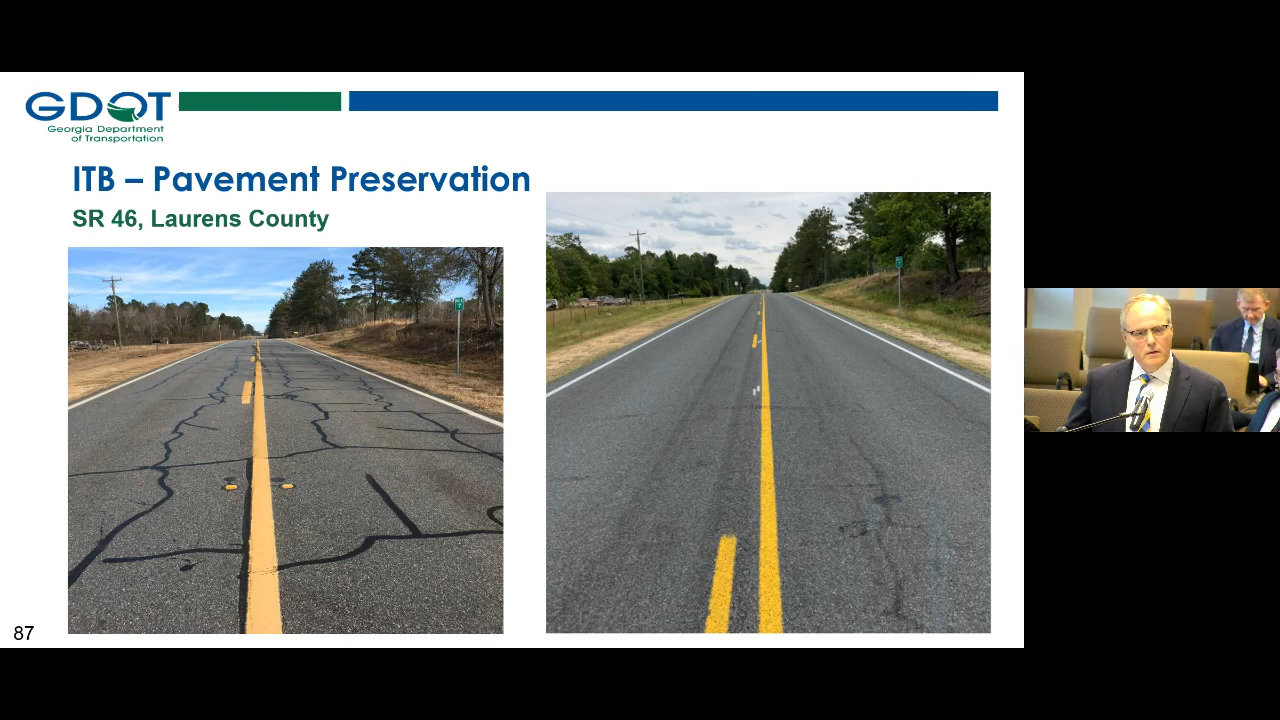 GDOT
Georgia Department
of Transportation
ITB – Pavement Preservation
SR 46, Laurens County
87